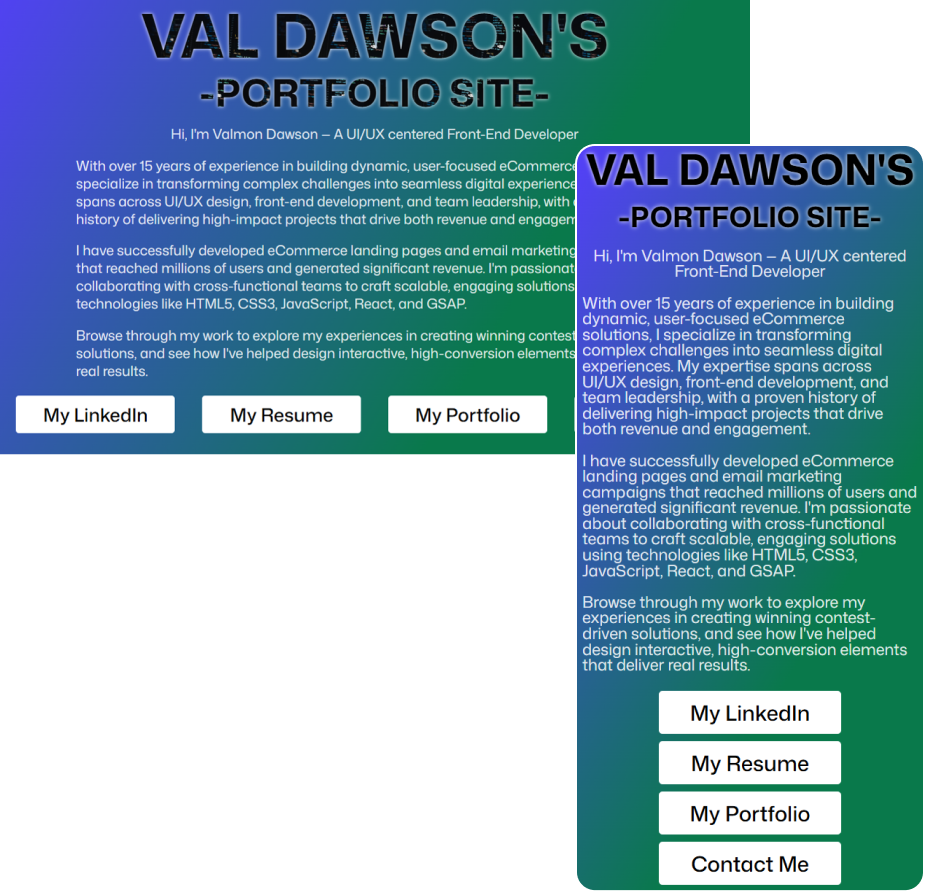 VAL DAWSON'S
-PORTFOLIO SITE-
Hi, I'm Valmon Dawson – A UI/UX centered Front-End Developer
With over 15 years of experience in building dynamic, user-focused eCommerce
specialize in transforming complex challenges into seamless digital experience
spans across UI/UX design, front-end development, and team leadership, with
history of delivering high-impact projects that drive both revenue and engagem
I have successfully developed eCommerce landing pages and email marketing
that reached millions of users and generated significant revenue. I'm passionat
collaborating with cross-functional teams to craft scalable, engaging solutions
technologies like HTML5, CSS3, JavaScript, React, and GSAP.
Browse through my work to explore my experiences in creating winning contest
solutions, and see how I've helped design interactive, high-conversion elements
real results.
My LinkedIn
My Resume
My Portfolio
VAL DAWSON'S
-PORTFOLIO SITE-
Hi, I'm Valmon Dawson – A UI/UX centered
Front-End Developer
With over 15 years of experience in building
dynamic, user-focused eCommerce
solutions, I specialize in transforming
complex challenges into seamless digital
experiences. My expertise spans across
UI/UX design, front-end development, and
team leadership, with a proven history of
delivering high-impact projects that drive
both revenue and engagement.
I have successfully developed eCommerce
landing pages and email marketing
campaigns that reached millions of users and
generated significant revenue. I'm passionate
about collaborating with cross-functional
teams to craft scalable, engaging solutions
using technologies like HTML5, CSS3,
JavaScript, React, and GSAP.
Browse through my work to explore my
experiences in creating winning contest-
driven solutions, and see how I've helped
design interactive, high-conversion elements
that deliver real results.
My LinkedIn
My Resume
My Portfolio
Contact Me